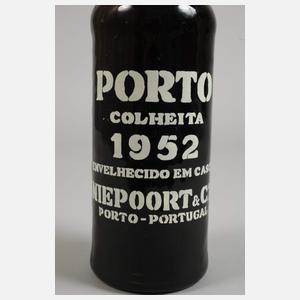 PORTO
COLHEITA
1952
ENVELHECIDO EM CAS
NIEPOORT & C
PORTO-PORTUGAL